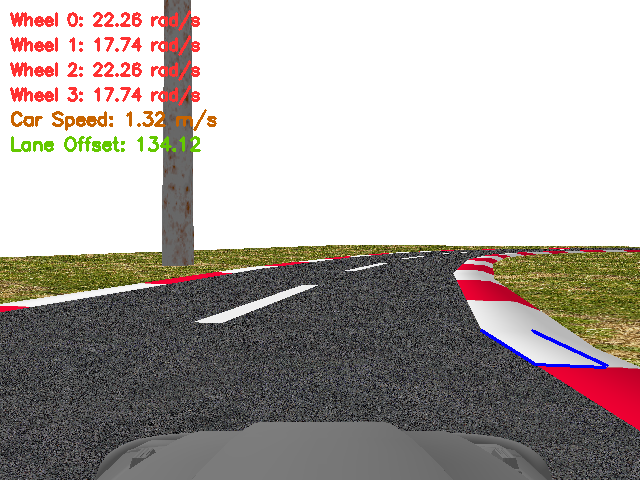 Wheel 0: 22.26 rad/s
Wheel 1: 17.74 rad/s
Wheel 2: 22.26 rad/s
Wheel 3: 17.74 rad/s
Car Speed: 1.32 m/s
Lane Offset: 134.12